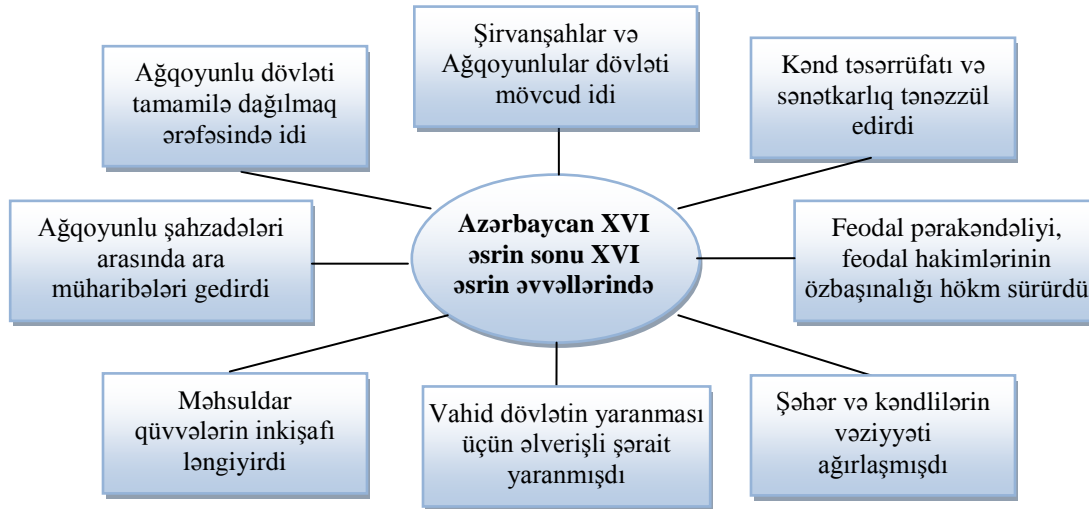 Ağqoyunlu dövləti
tamamilə dağılmaq
ərəfəsində idi
Şirvanşahlar və
Ağqoyunlular dövləti
mövcud idi
Kənd təsərrüfatı və
sənətkarlıq tənəzzül
edirdi
Ağqoyunlu şahzadələri
arasında ara
müharibələri gedirdi
Azərbaycan XVI
əsrin sonu XVI
əsrin əvvəllərində
Feodal pərakəndəliyi,
feodal hakimlərinin
özbaşınalığı hökm sürürdü
Məhsuldar
qüvvələrin inkişafı
ləngiyirdi
Vahid dövlətin yaranması
üçün əlverişli şərait
yaranmışdı
Şəhər və kəndlilərin
vəziyyəti
ağırlaşmışdı